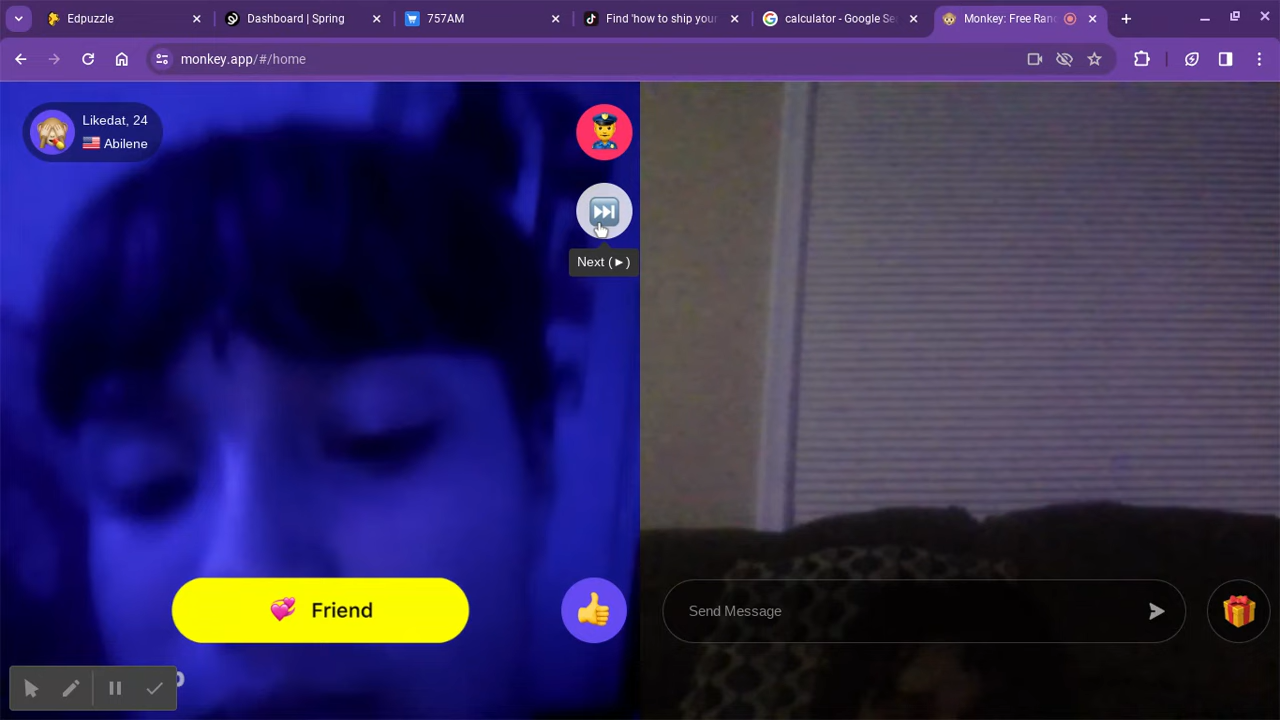 Edpuzzle
Dashboard | Spring
757AM
Find 'how to ship your
calculator - Google Se
Monkey: Free Ran
monkey.app/#/home
Likedat, 24
Abilene
Next (►)
Friend
Send Message